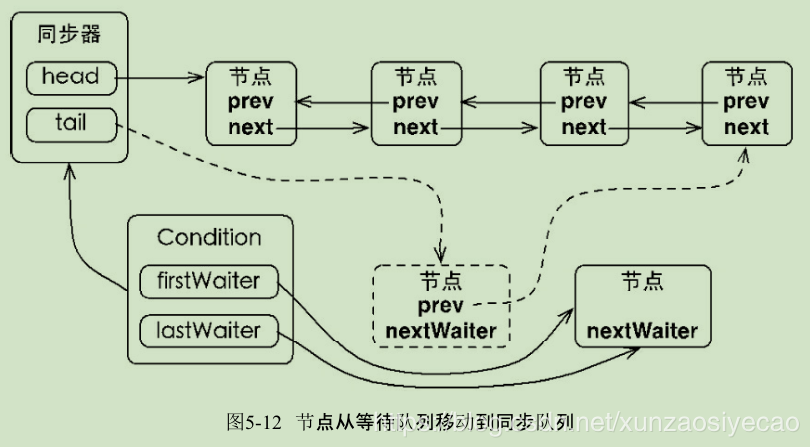 同步器
head
tail
节点
prev
next
节点
prev
next
节点
prev
next
节点
prev
next
Condition
firstWaiter
lastWaiter
节点
prev
nextWaiter
节点
nextWaiter
图5-12 节点从等待队列移动到同步队列
https://blog.csdn.net/xunzaosiyecao